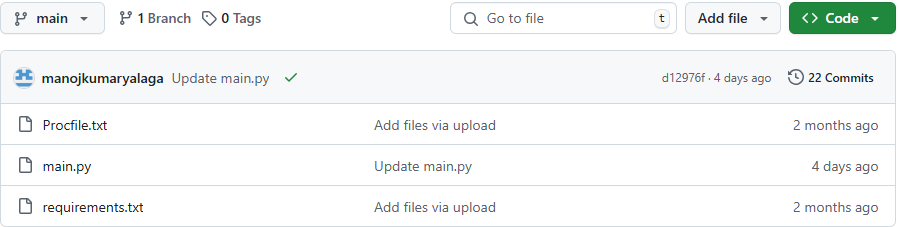 main 1 Branch 0 Tags Go to file t Add file Code
manojkumaryalaga Update main.py d12976f · 4 days ago 22 Commits
Procfile.txt Add files via upload 2 months ago
main.py Update main.py 4 days ago
requirements.txt Add files via upload 2 months ago